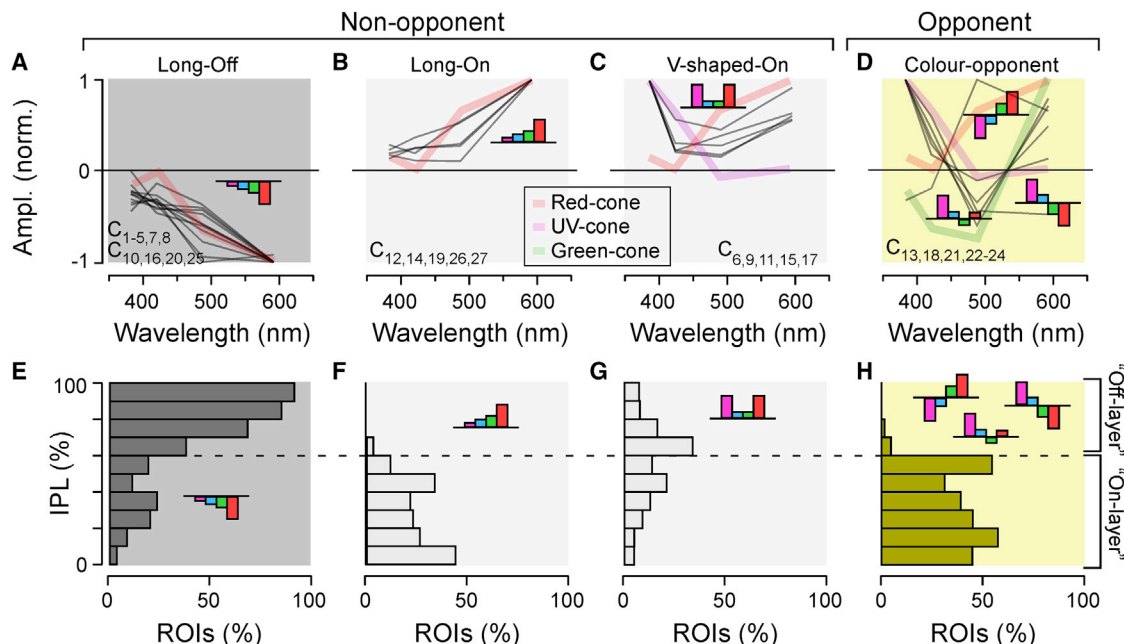 Non-opponent
Opponent
A
Long-Off
B
Long-On
C
V-shaped-On
D
Colour-opponent
Ampl. (norm.)
1
0
-1
C1-5,7,8
C10,16,20,25
C12,14,19,26,27
Red-cone
UV-cone
Green-cone
C6,9,11,15,17
C13,18,21,22-24
400 500 600
400 500 600
400 500 600
400 500 600
Wavelength (nm)
Wavelength (nm)
Wavelength (nm)
Wavelength (nm)
E
F
G
H
IPL (%)
100
0
"Off-layer"
"On-layer"
0 50 100
0 50 100
0 50 100
0 50 100
ROIs (%)
ROIs (%)
ROIs (%)
ROIs (%)